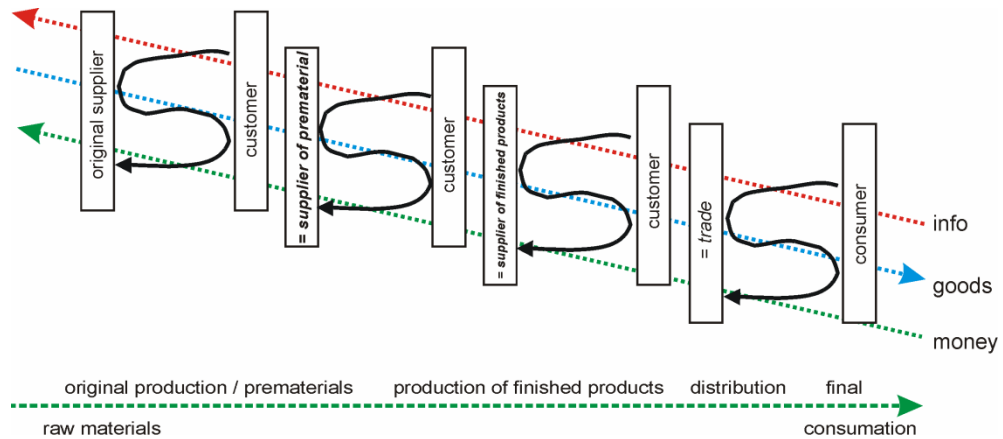 original supplier
customer
= supplier of prematerial
customer
= supplier of finished products
customer
= trade
consumer
info
goods
money
original production / prematerials
production of finished products
distribution
final
raw materials
consumation